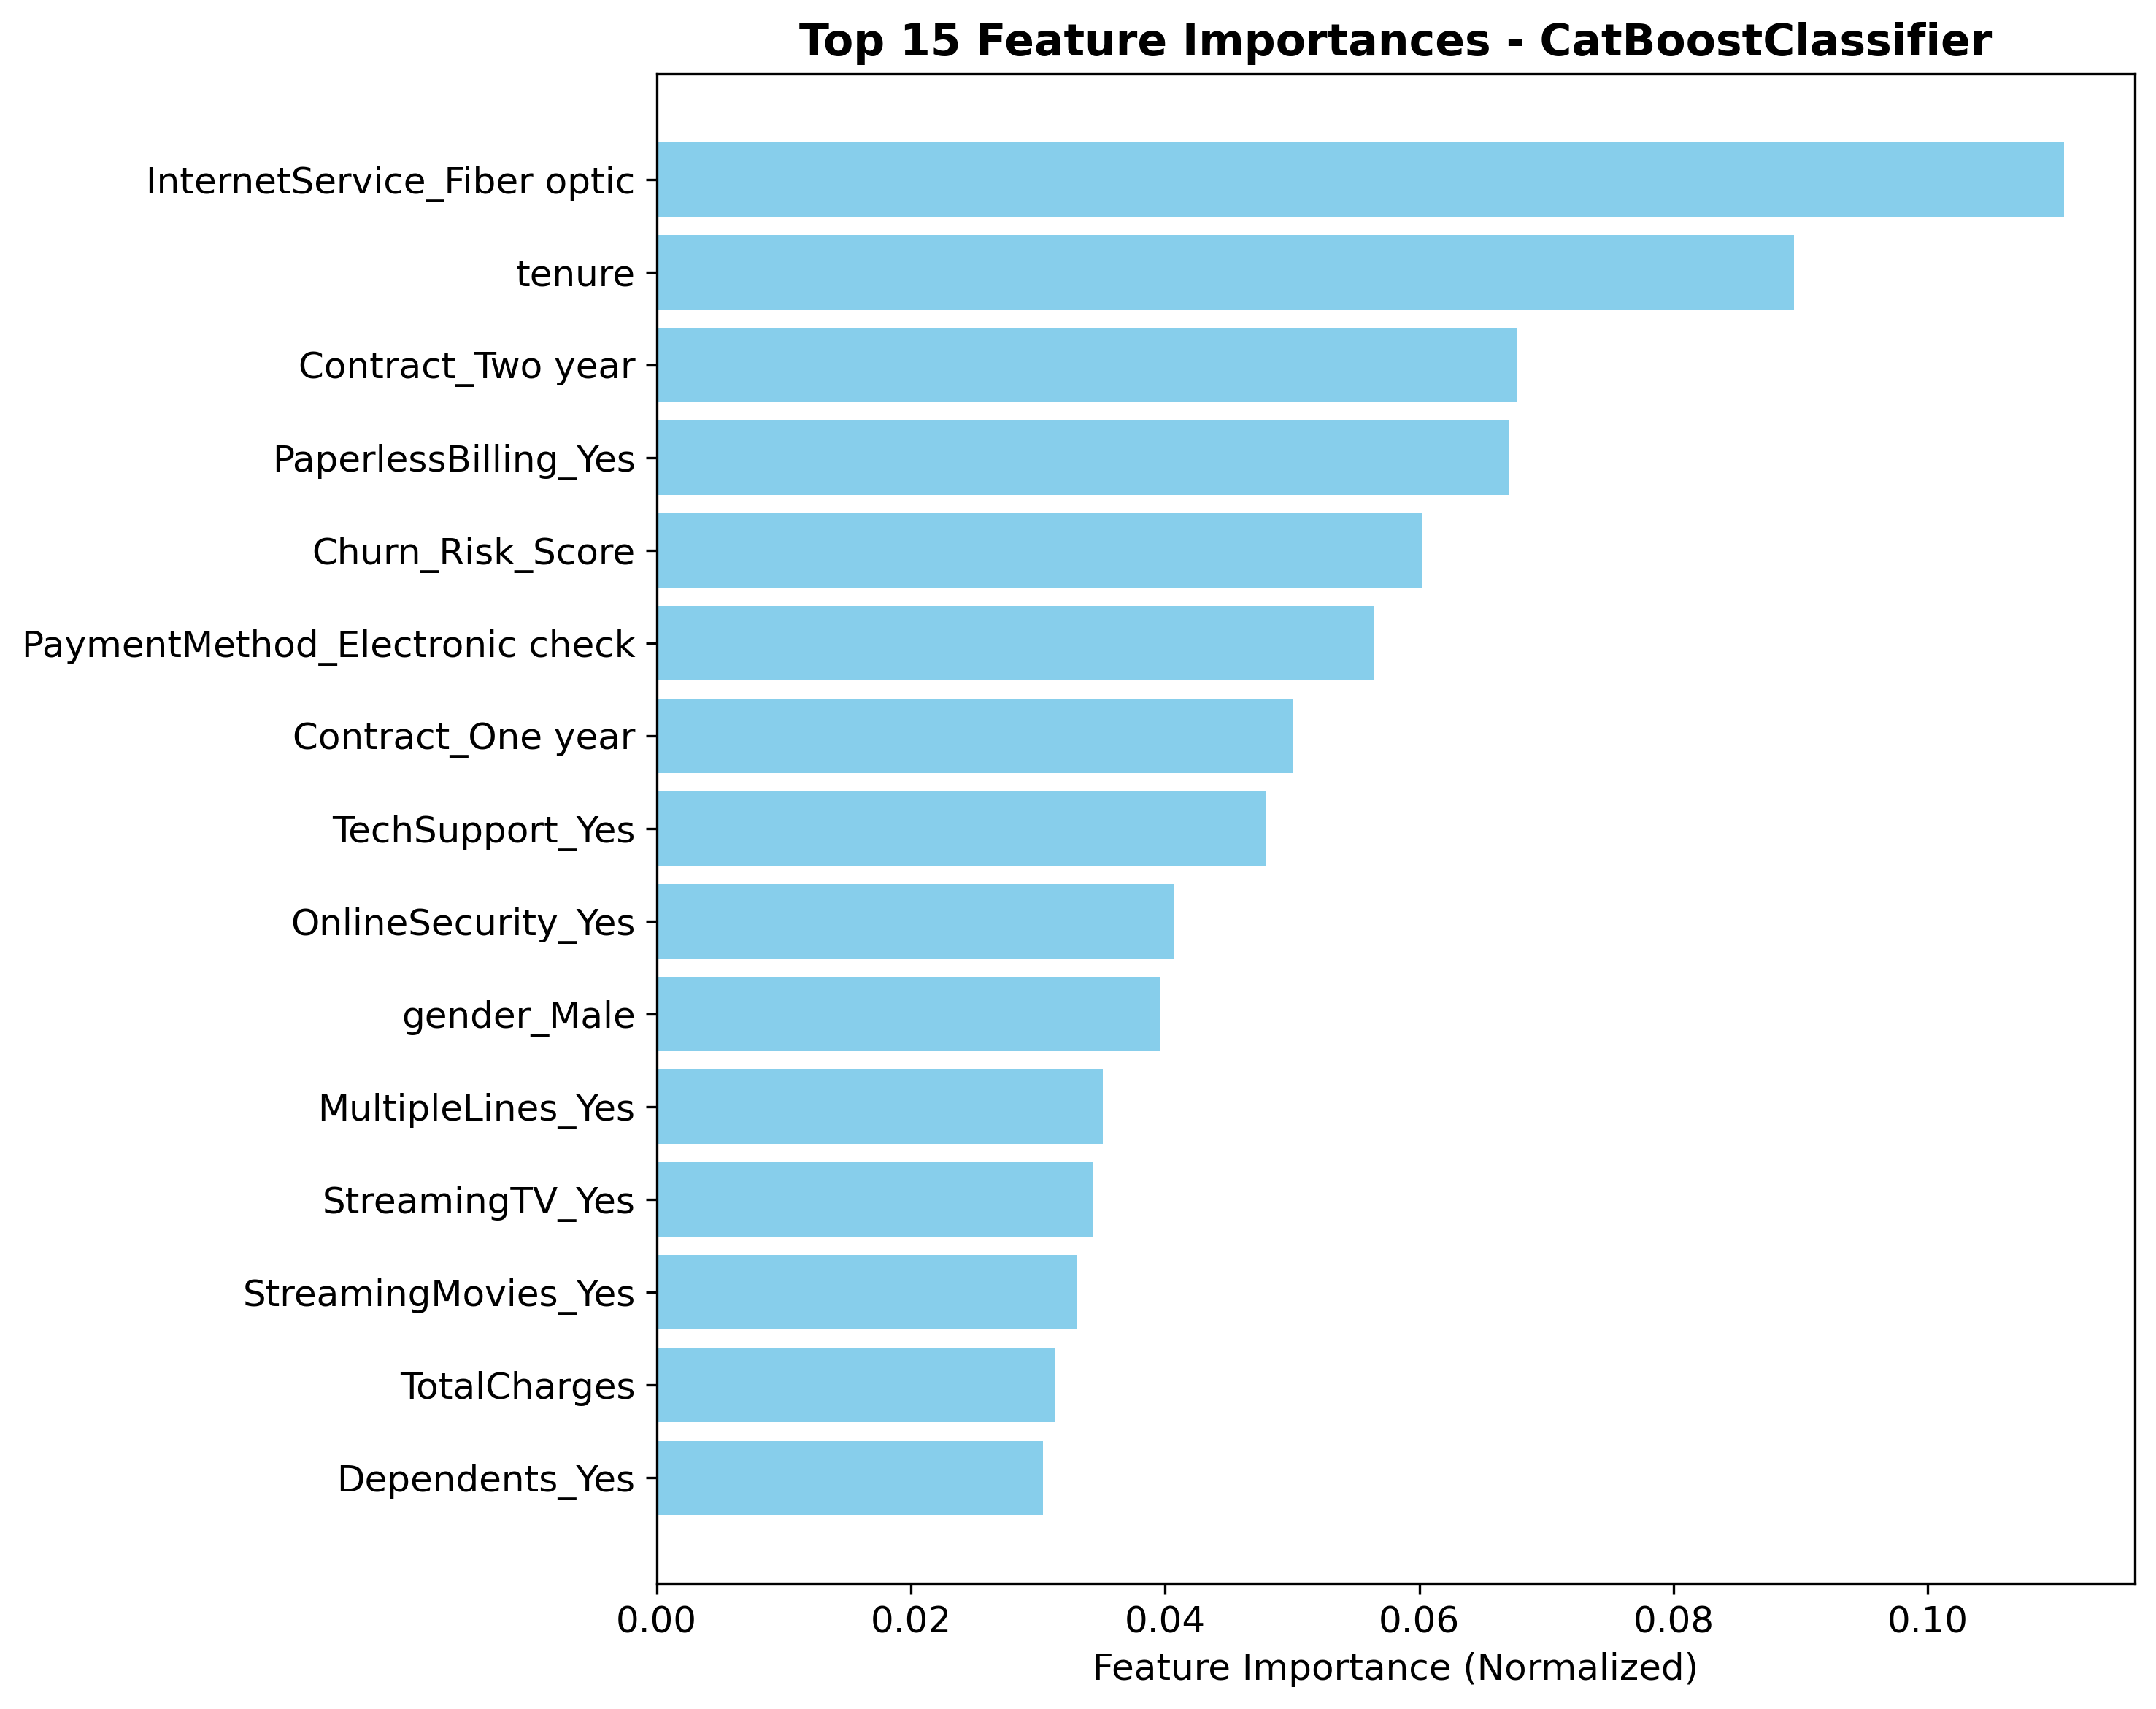 Top 15 Feature Importances - CatBoostClassifier
InternetService_Fiber optic
tenure
Contract_Two year
PaperlessBilling_Yes
Churn_Risk_Score
PaymentMethod_Electronic check
Contract_One year
TechSupport_Yes
OnlineSecurity_Yes
gender_Male
MultipleLines_Yes
StreamingTV_Yes
StreamingMovies_Yes
TotalCharges
Dependents_Yes
0.00 0.02 0.04 0.06 0.08 0.10
Feature Importance (Normalized)